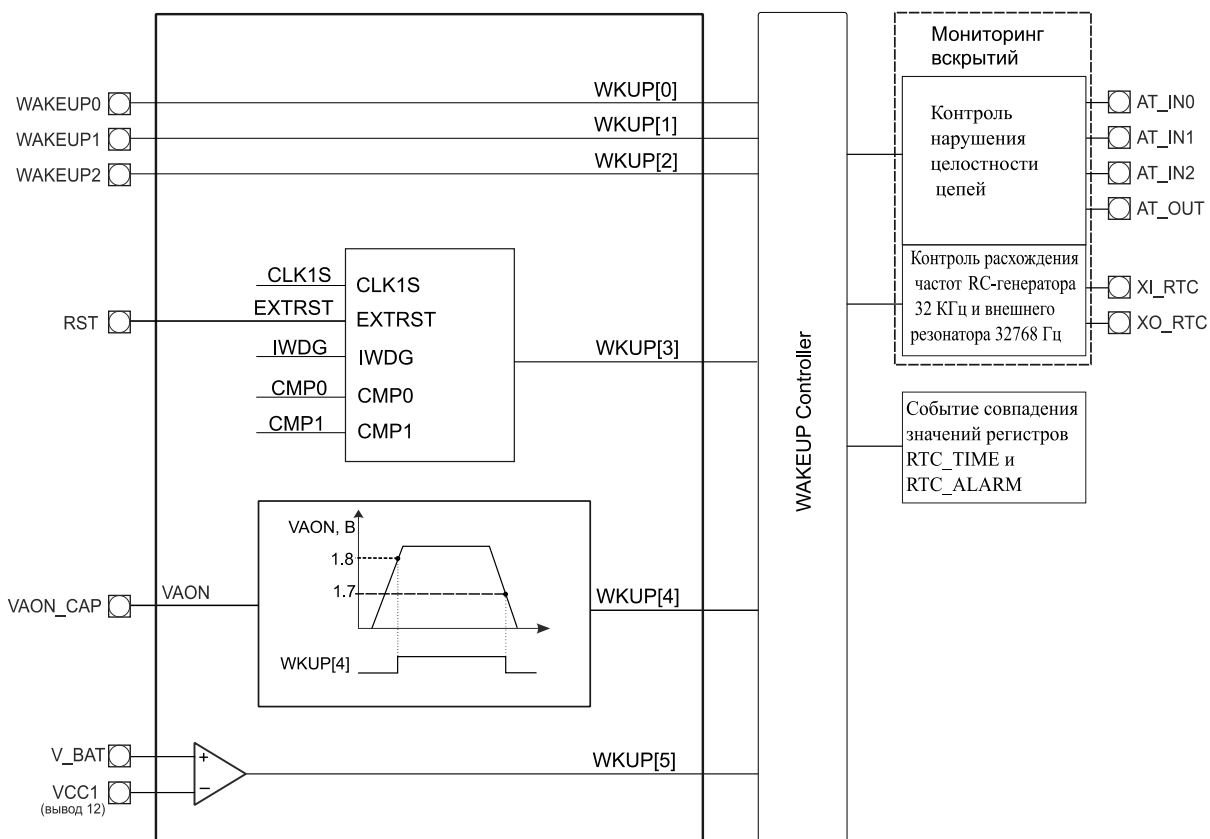 WAKEUP0
WAKEUP1
WAKEUP2
WKUP[0]
WKUP[1]
WKUP[2]
RST
CLK1S
EXTRST
IWDG
CMP0
CMP1
CLK1S
EXTRST
IWDG
CMP0
CMP1
WKUP[3]
VAON_CAP
VAON
VAON, В
1.8
1.7
WKUP[4]
WKUP[4]
V_BAT
VCC1
(вывод 12)
+
−
WKUP[5]
WAKEUP Controller
Мониторинг
вскрытий
Контроль
нарушения
целостности
цепей
AT_IN0
AT_IN1
AT_IN2
AT_OUT
Контроль расхождения
частот RC-генератора
32 КГц и внешнего
резонатора 32768 Гц
XI_RTC
XO_RTC
Событие совпадения
значений регистров
RTC_TIME и
RTC_ALARM